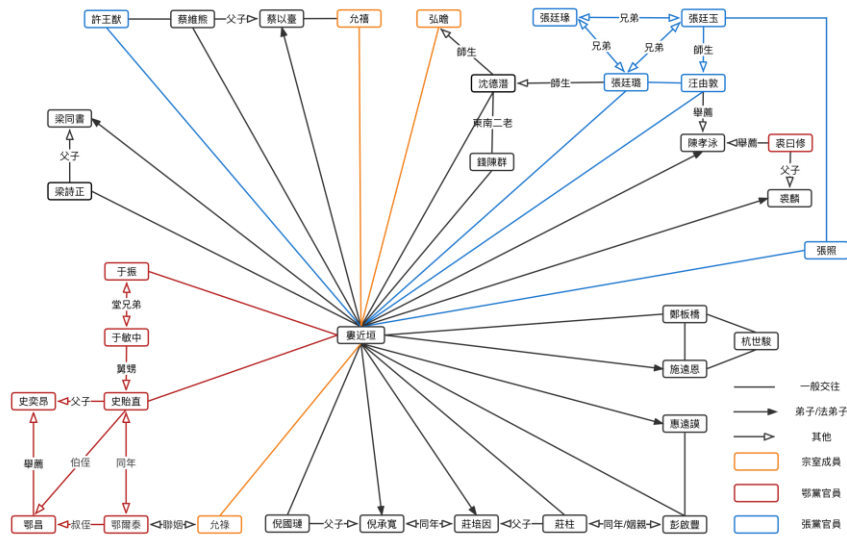 許王猷
蔡維熊
父子
蔡以臺
允禧
弘瞻
張廷瑑
兄弟
張廷玉
師生
兄弟
兄弟
師生
沈德潛
師生
張廷璐
汪由敦
梁同書
東南二老
舉薦
父子
錢陳群
陳孝泳
舉薦
裘曰修
梁詩正
父子
裘麟
張照
于振
堂兄弟
于敏中
婁近垣
鄭板橋
杭世駿
舅甥
施遠恩
一般交往
史奕昂
父子
史貽直
弟子/法弟子
惠遠謨
其他
舉薦
伯侄
同年
宗室成員
鄂黨官員
鄂昌
叔侄
鄂爾泰
聯姻
允祿
倪國璉
父子
倪承寬
同年
莊培因
父子
莊柱
同年/姻親
彭啟豐
張黨官員